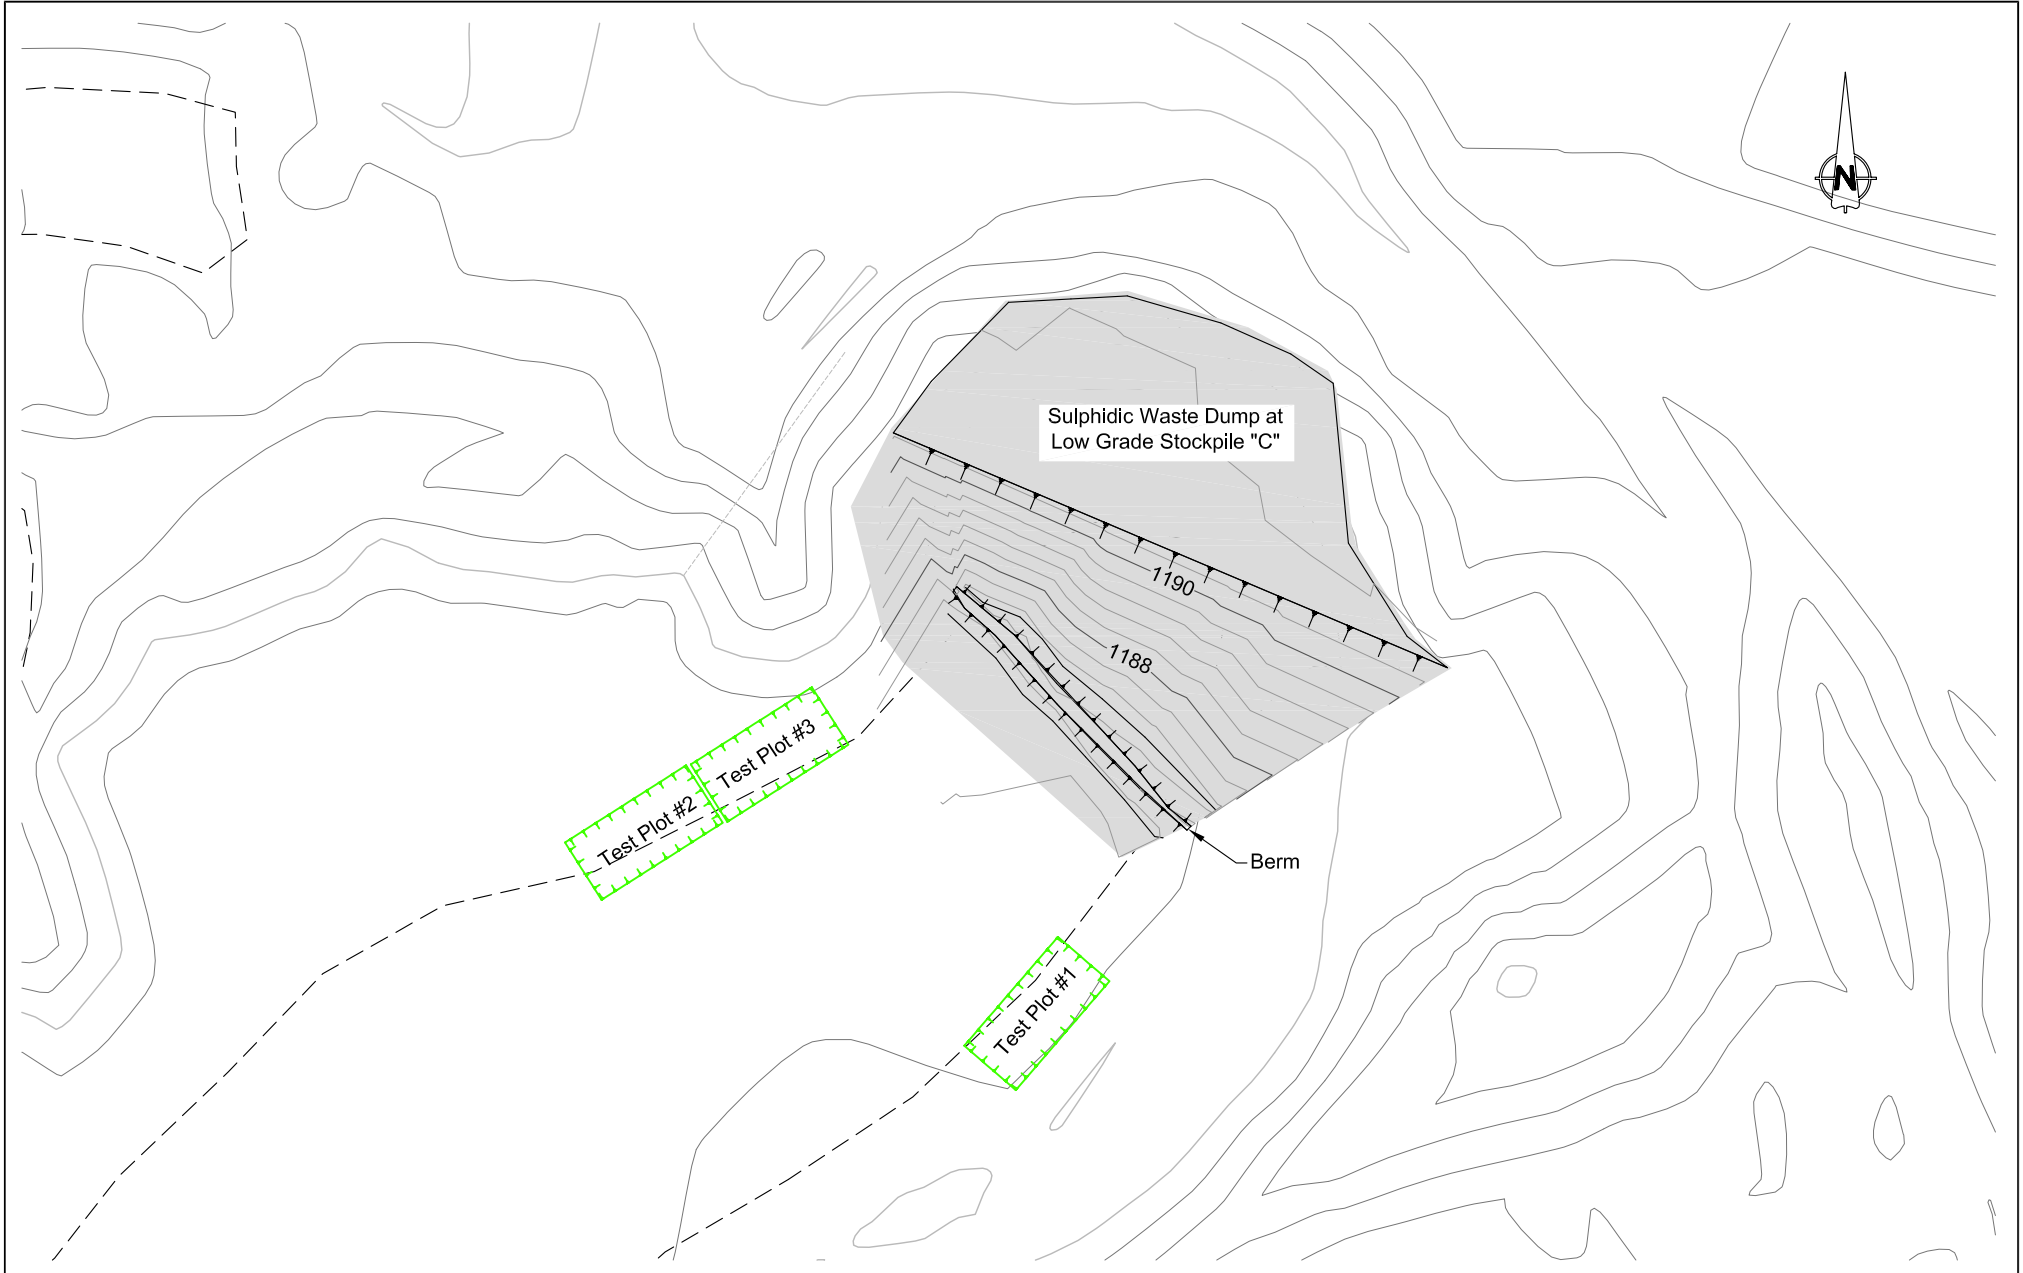 N
Sulphidic Waste Dump at
Low Grade Stockpile "C"
1190
1188
Test Plot #3
Test Plot #2
Berm
Test Plot #1